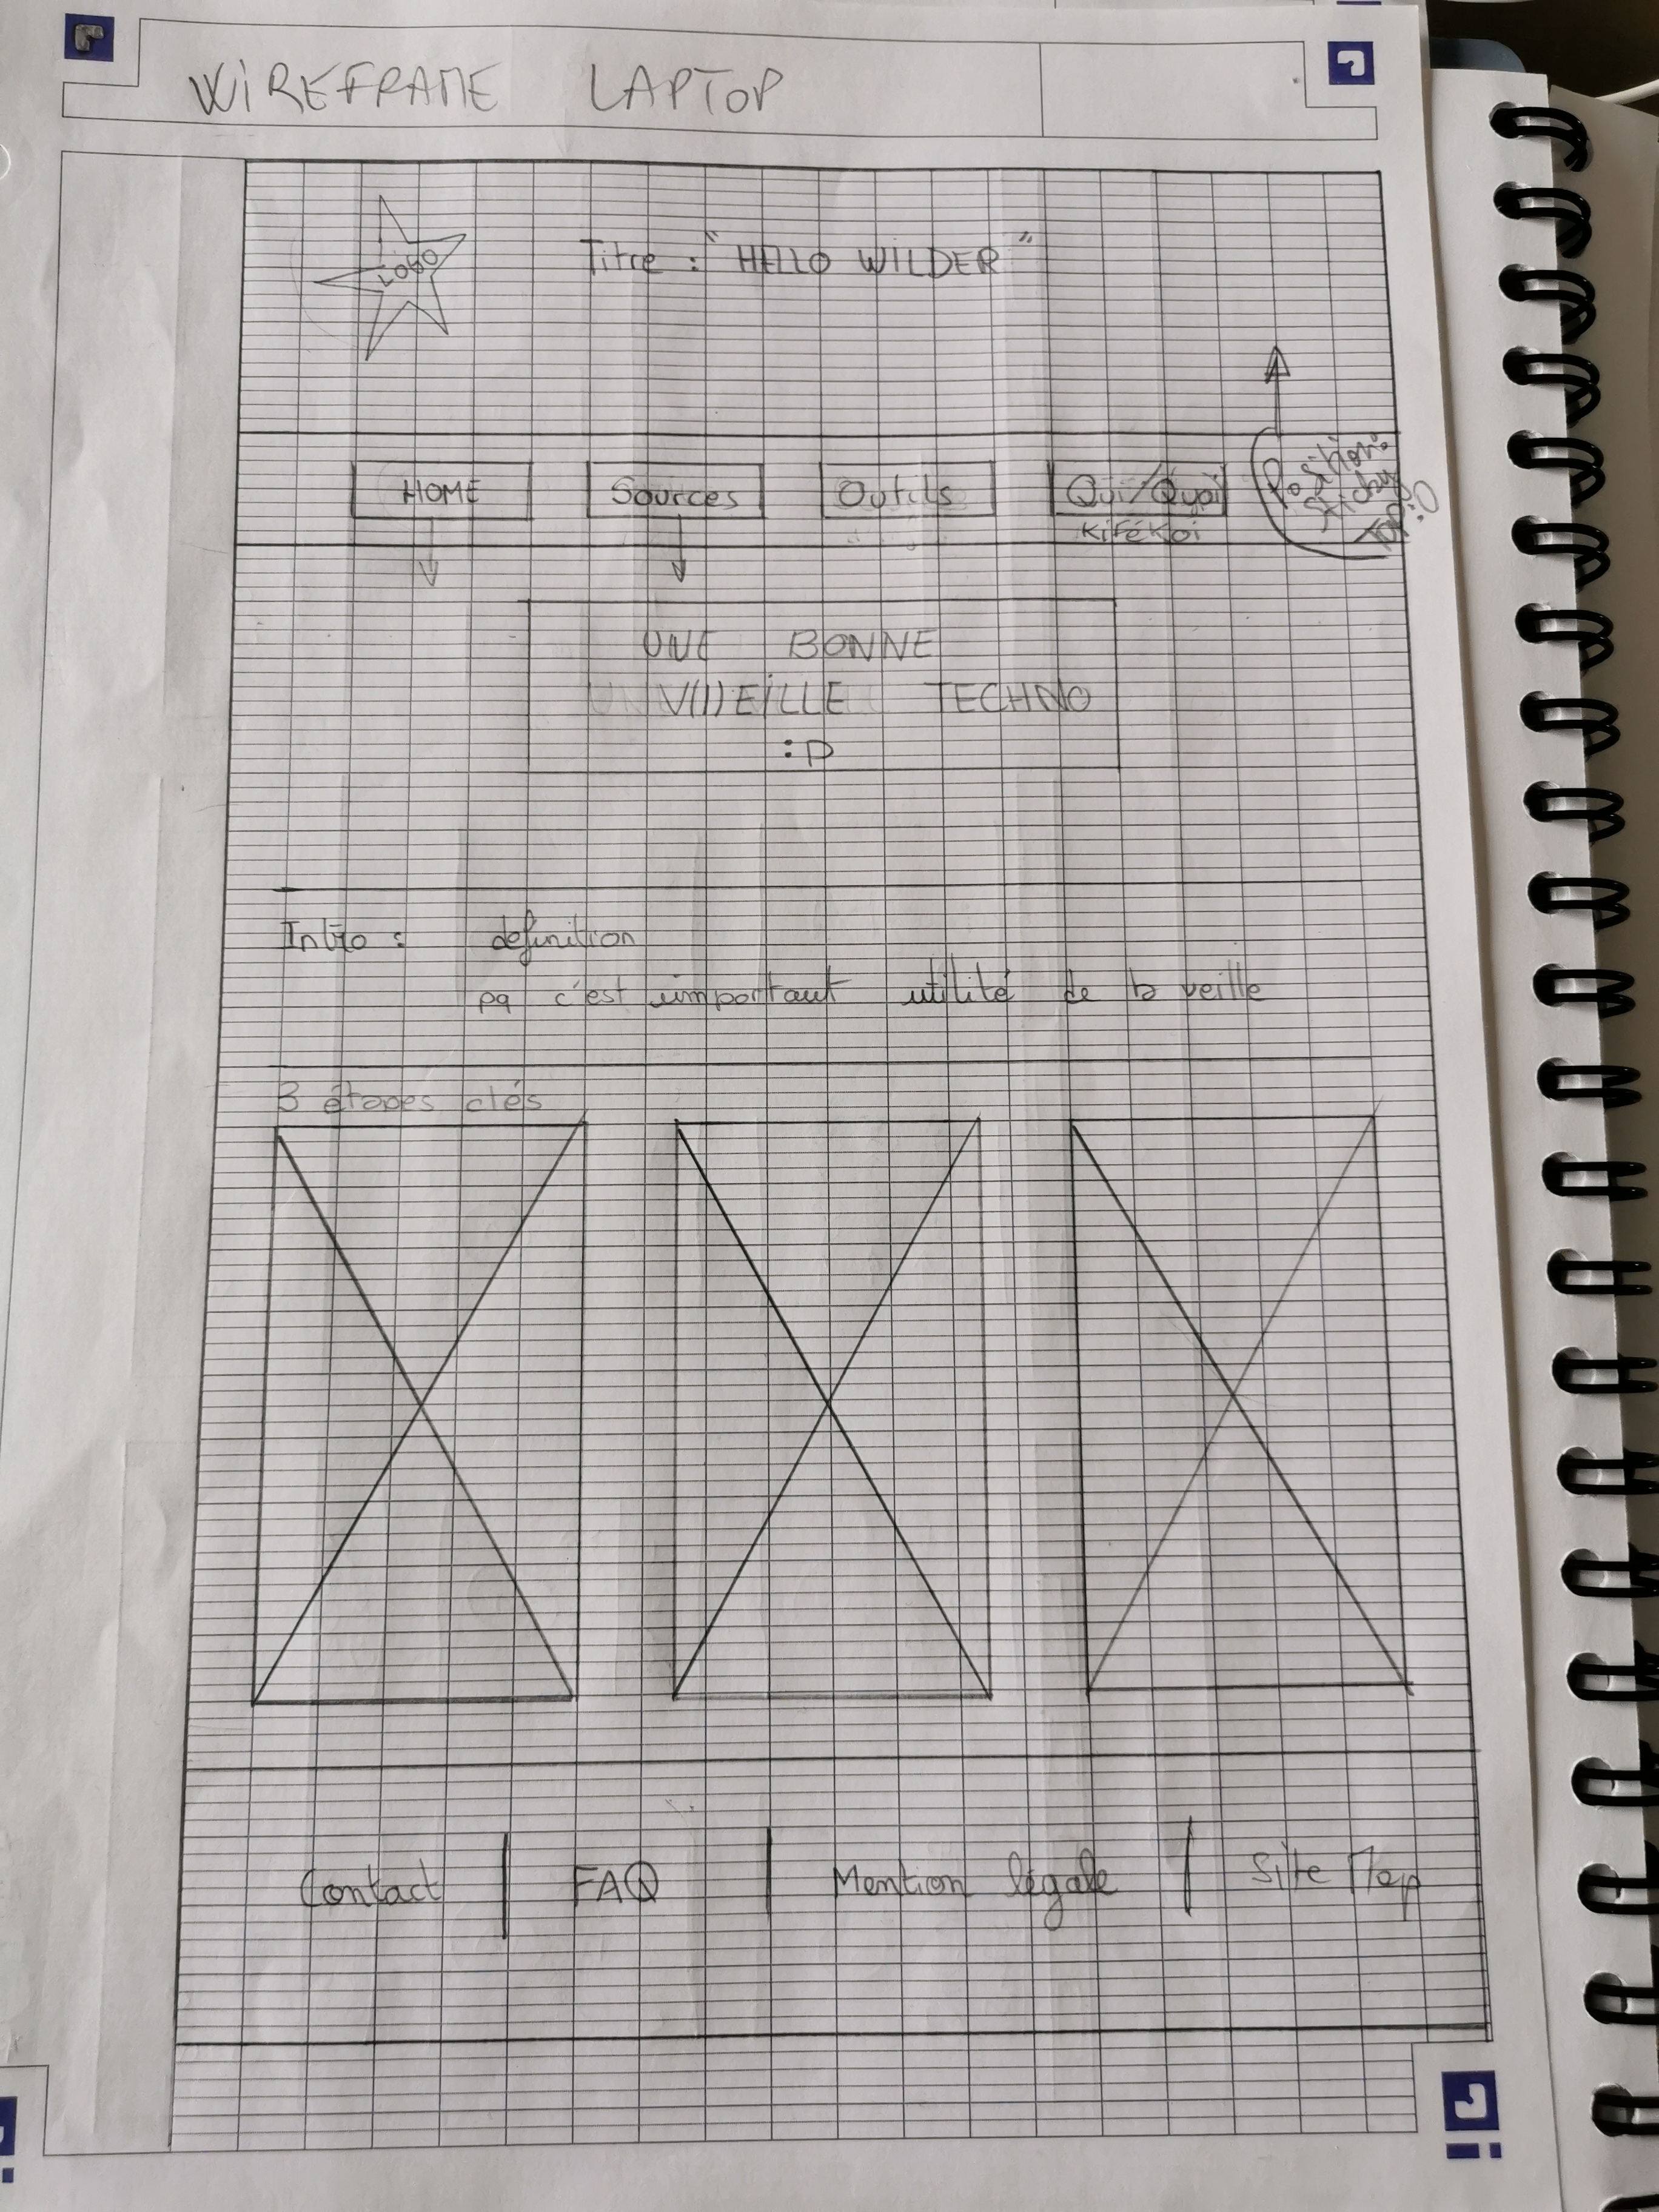 WIREFRAME LAPTOP
LOGO
Titre : "HELLO WILDER"
HOME
Sources
Outils
Qui/Quoi
KiFéKoi
Position:
Sticky
Top:0
UNE BONNE
V(I)EILLE TECHNO
:P
Intro : définition
pq c'est important utilité de la veille
3 étapes clés
Contact | FAQ | Mention légale | Site Map